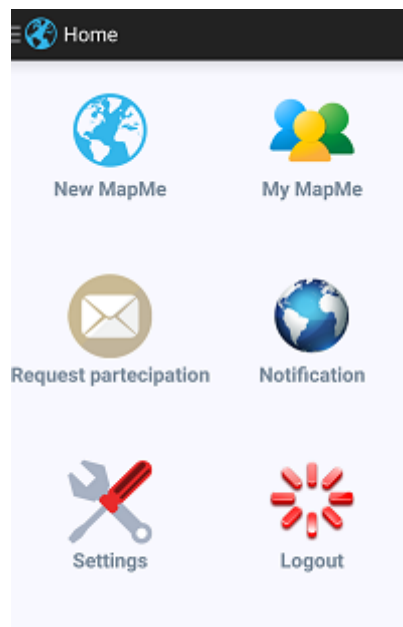 Home
New MapMe
My MapMe
Request partecipation
Notification
Settings
Logout